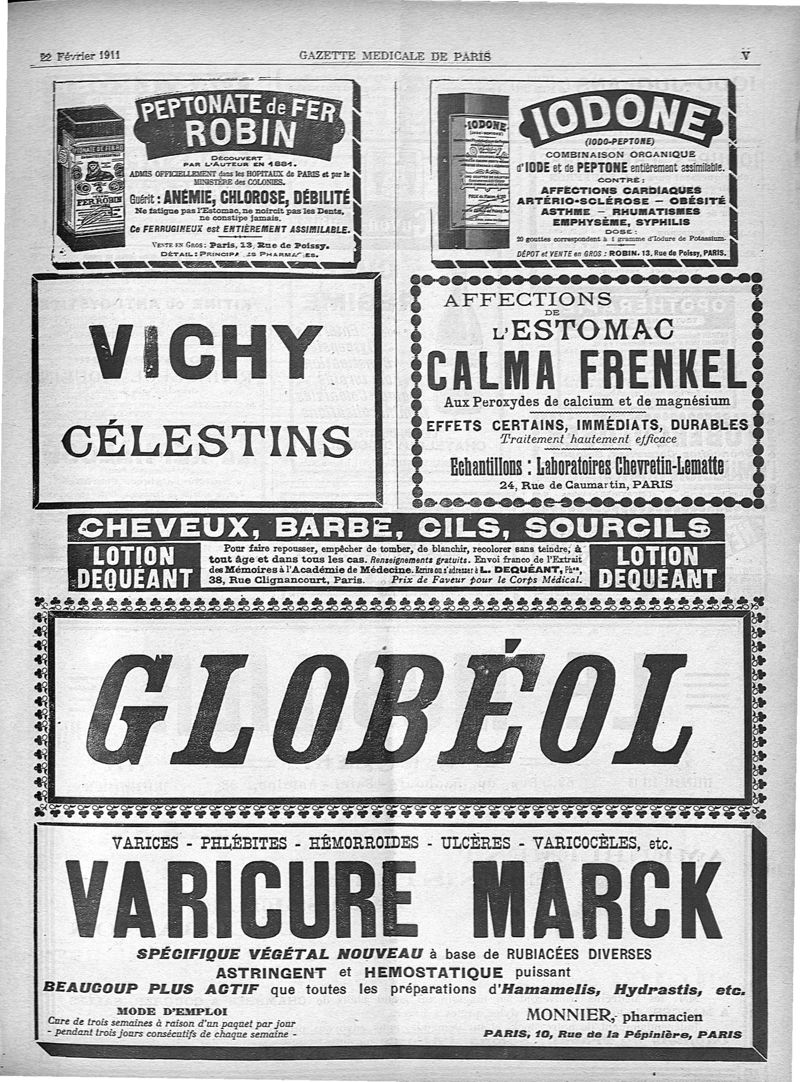 22 Février 1911 GAZETTE MEDICALE DE PARIS V
PEPTONATE de FER
ROBIN
DÉCOUVERT
PAR L'AUTEUR EN 1881.
ADMIS OFFICIELLEMENT dans les HOPITAUX de PARIS et par le
MINISTÈRE des COLONIES.
Guérit : ANÉMIE, CHLOROSE, DÉBILITÉ
Ne fatigue pas l'Estomac, ne noircit pas les Dents,
ne constipe jamais.
Ce FERRUGINEUX est ENTIÈREMENT ASSIMILABLE.
VENTE EN GROS : Paris, 13, Rue de Poissy.
DÉTAIL : PRINCIPALES PHARMACIES.
IODONE
IODONE
(IODO-PEPTONE)
COMBINAISON ORGANIQUE
d'IODE et de PEPTONE entièrement assimilable.
CONTRE :
AFFECTIONS CARDIAQUES
ARTÉRIO-SCLÉROSE - OBÉSITÉ
ASTHME - RHUMATISMES
EMPHYSÈME, SYPHILIS
DOSE :
20 gouttes correspondent à 1 gramme d'Iodure de Potassium.
DÉPOT et VENTE en GROS : ROBIN, 13, Rue de Poissy, PARIS.
VICHY
CÉLESTINS
AFFECTIONS
DE
L'ESTOMAC
CALMA FRENKEL
Aux Peroxydes de calcium et de magnésium
EFFETS CERTAINS, IMMÉDIATS, DURABLES
Traitement hautement efficace
Echantillons : Laboratoires Chevretin-Lematte
24, Rue de Caumartin, PARIS
CHEVEUX, BARBE, CILS, SOURCILS
LOTION
DEQUÉANT
Pour faire repousser, empêcher de tomber, de blanchir, recolorer sans teindre, à
tout âge et dans tous les cas. Renseignements gratuits. Envoi franco de l'Extrait
des Mémoires à l'Académie de Médecine. Ecrire ou s'adresser à L. DEQUÉANT, Phien,
38, Rue Clignancourt, Paris. Prix de Faveur pour le Corps Médical.
LOTION
DEQUÉANT
GLOBÉOL
VARICES - PHLÉBITES - HÉMORROIDES - ULCÈRES - VARICOCÈLES, etc.
VARICURE MARCK
SPÉCIFIQUE VÉGÉTAL NOUVEAU à base de RUBIACÉES DIVERSES
ASTRINGENT et HEMOSTATIQUE puissant
BEAUCOUP PLUS ACTIF que toutes les préparations d'Hamamelis, Hydrastis, etc.
MODE D'EMPLOI
Cure de trois semaines à raison d'un paquet par jour
- pendant trois jours consécutifs de chaque semaine -
MONNIER, pharmacien
PARIS, 10, Rue de la Pépinière, PARIS